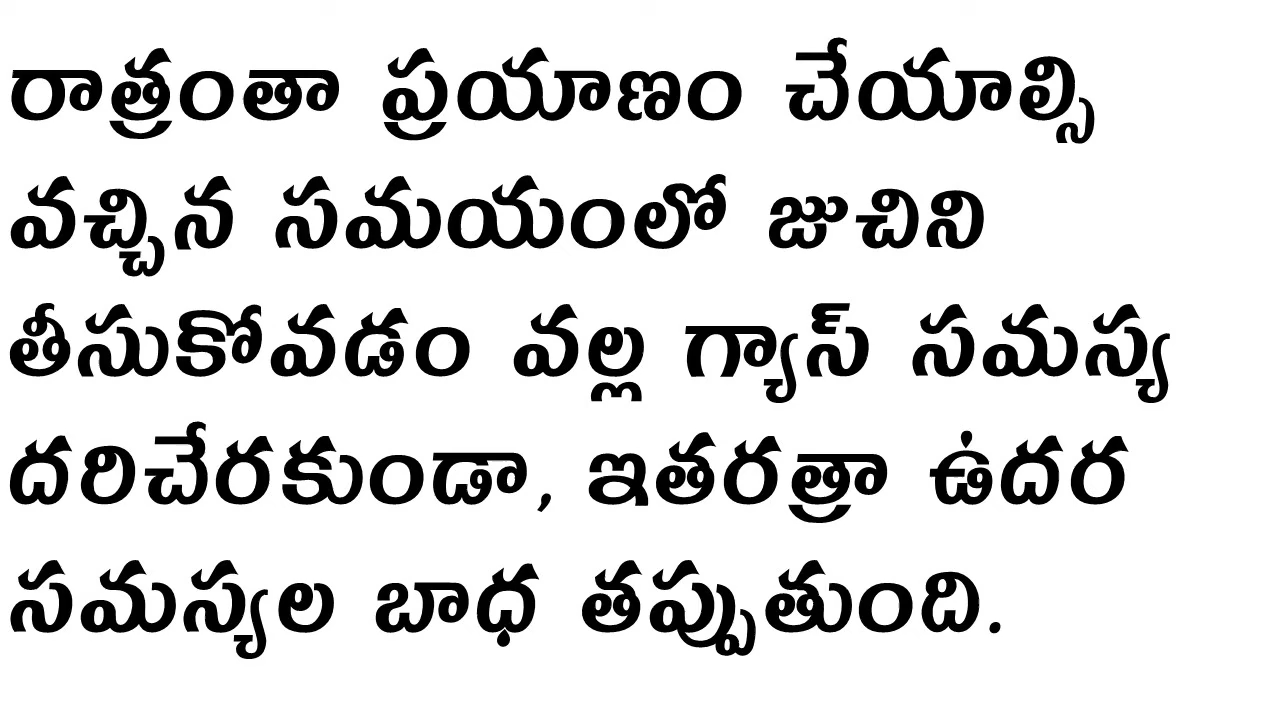 రాత్రంతా ప్రయాణం చేయాల్సి
వచ్చిన సమయంలో జుచిని
తీసుకోవడం వల్ల గ్యాస్ సమస్య
దరిచేరకుండా, ఇతరత్రా ఉదర
సమస్యల బాధ తప్పుతుంది.